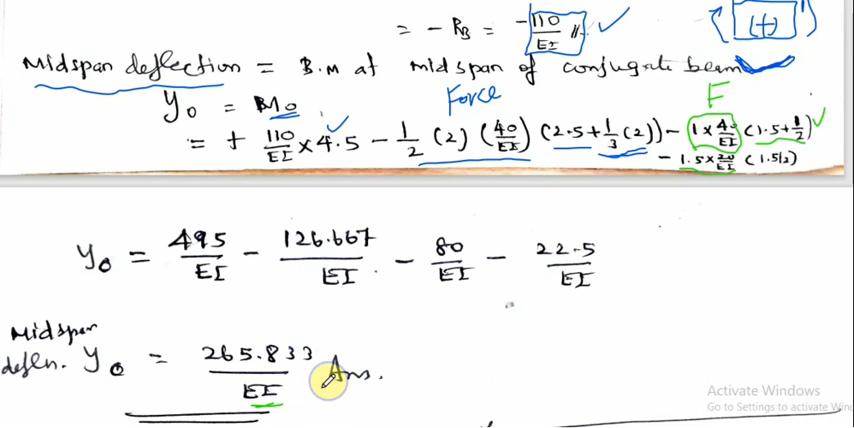 = - RB = -110/EI ∥ ✓ ( (+) )
Midspan deflection = B.M at midspan of conjugate beam
Force F
y₀ = M₀
= + 110/EI × 4.5 - 1/2 (2) (40/EI) (2.5 + 1/3 (2)) - 1 × 40/EI (1.5 + 1/2)
- 1.5 × 20/EI (1.5/2)
y₀ = 495/EI - 126.667/EI - 80/EI - 22.5/EI
Midspan
defln. y₀ = 265.833/EI Ans.
Activate Windows
Go to Settings to activate Win